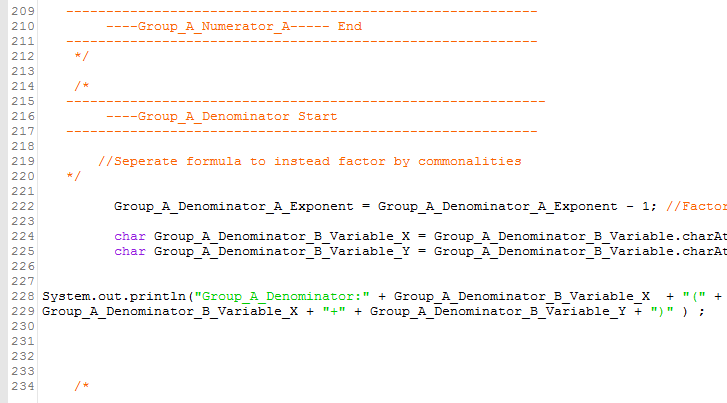 209 -----------------------------------------------------------
210 ----Group_A_Numerator_A----- End
211 -----------------------------------------------------------
212 */
213
214 /*
215 ------------------------------------------------------------
216 ----Group_A_Denominator Start
217 -----------------------------------------------------------
218
219 //Seperate formula to instead factor by commonalities
220 */
221
222 Group_A_Denominator_A_Exponent = Group_A_Denominator_A_Exponent - 1; //Factor
223
224 char Group_A_Denominator_B_Variable_X = Group_A_Denominator_B_Variable.charAt
225 char Group_A_Denominator_B_Variable_Y = Group_A_Denominator_B_Variable.charAt
226
227
228 System.out.println("Group_A_Denominator:" + Group_A_Denominator_B_Variable_X  + "(" +
229 Group_A_Denominator_B_Variable_X + "+" + Group_A_Denominator_B_Variable_Y + ")" ) ;
230
231
232
233
234 /*